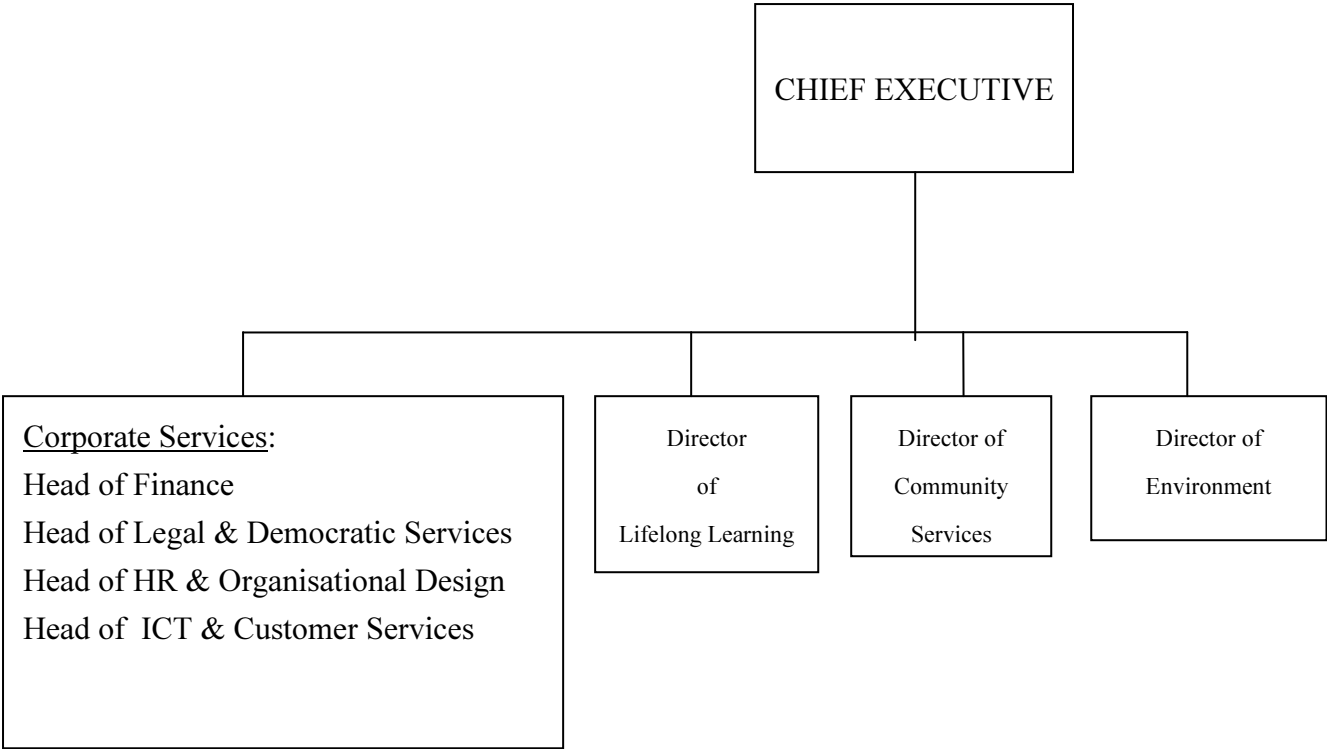 CHIEF EXECUTIVE
Corporate Services:
Head of Finance
Head of Legal & Democratic Services
Head of HR & Organisational Design
Head of  ICT & Customer Services
Director
of
Lifelong Learning
Director of
Community
Services
Director of
Environment